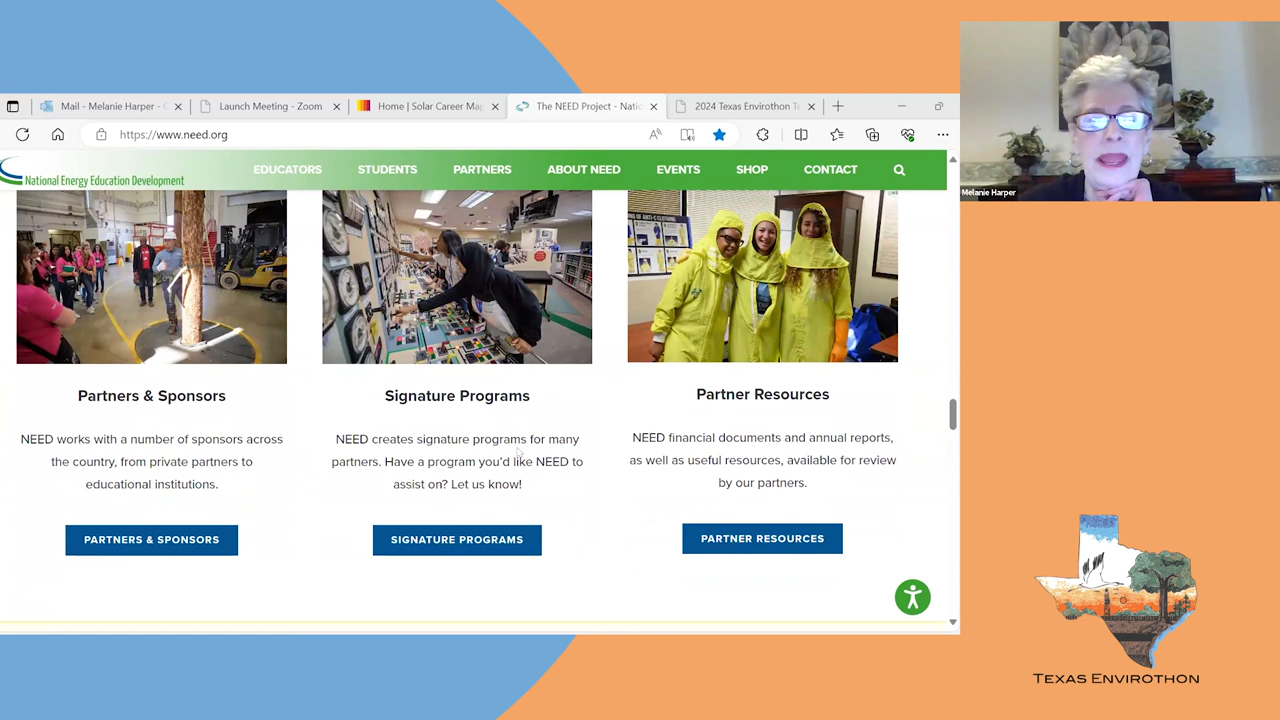 Mail - Melanie Harper -
Launch Meeting - Zoom
Home | Solar Career Map
The NEED Project - Natio
2024 Texas Envirothon Te
https://www.need.org
National Energy Education Development
EDUCATORS
STUDENTS
PARTNERS
ABOUT NEED
EVENTS
SHOP
CONTACT
Melanie Harper
Partners & Sponsors
NEED works with a number of sponsors across
the country, from private partners to
educational institutions.
PARTNERS & SPONSORS
Signature Programs
NEED creates signature programs for many
partners. Have a program you'd like NEED to
assist on? Let us know!
SIGNATURE PROGRAMS
Partner Resources
NEED financial documents and annual reports,
as well as useful resources, available for review
by our partners.
PARTNER RESOURCES
TEXAS ENVIROTHON